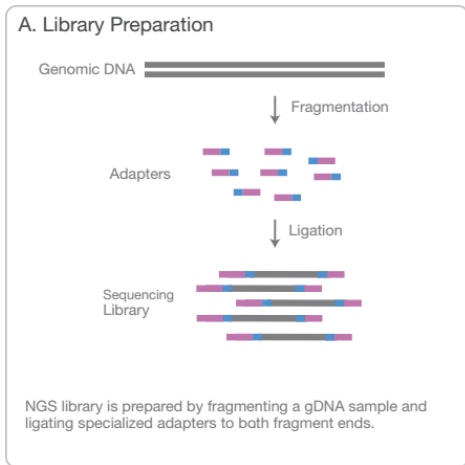 A. Library Preparation
Genomic DNA
Fragmentation
Adapters
Ligation
Sequencing
Library
NGS library is prepared by fragmenting a gDNA sample and
ligating specialized adapters to both fragment ends.